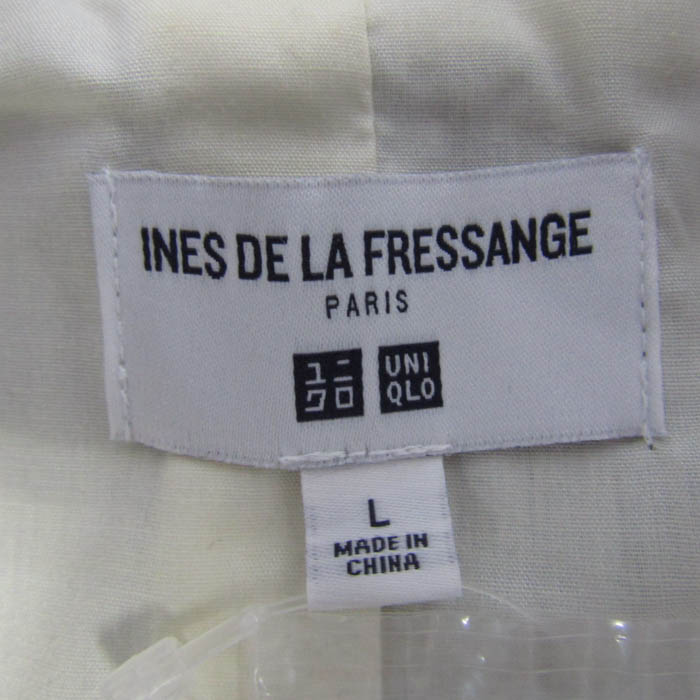 INES DE LA FRESSANGE
PARIS
ユニ
クロ
UNI
QLO
L
MADE IN
CHINA